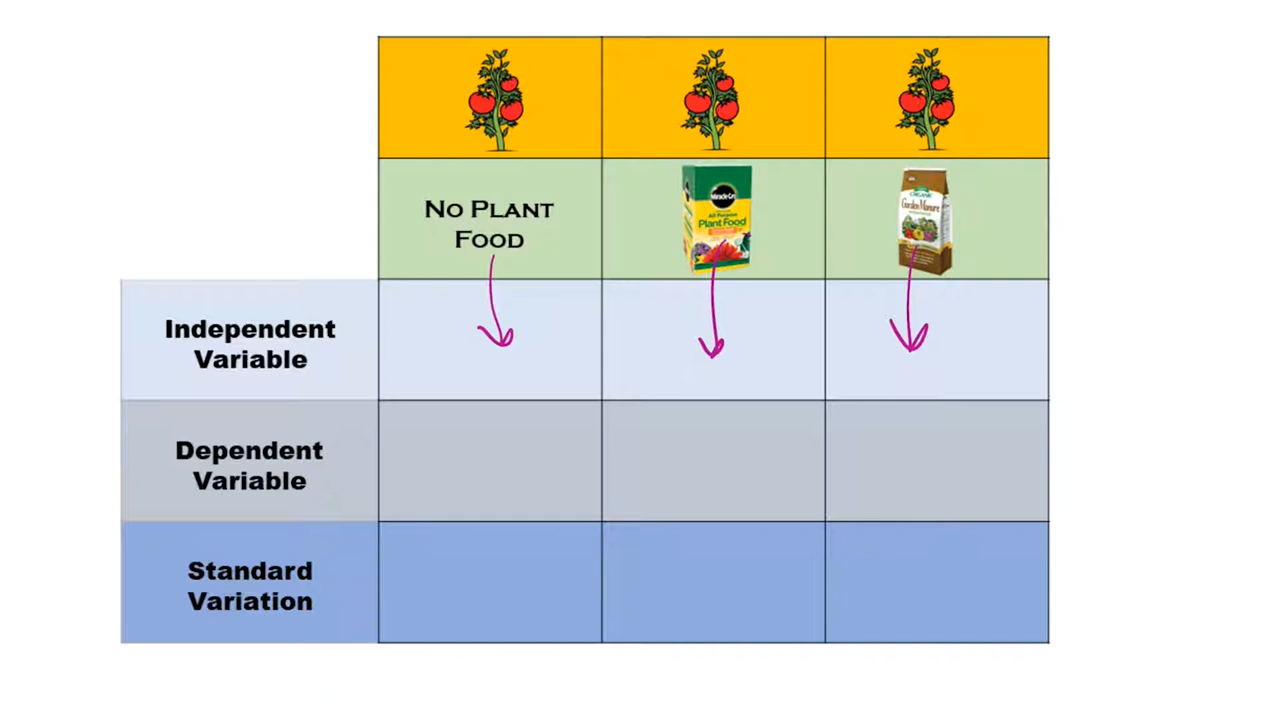 No Plant
Food
Miracle-Gro
All Purpose
Plant Food
ORGANIC
Garden Manure
Independent
Variable
Dependent
Variable
Standard
Variation